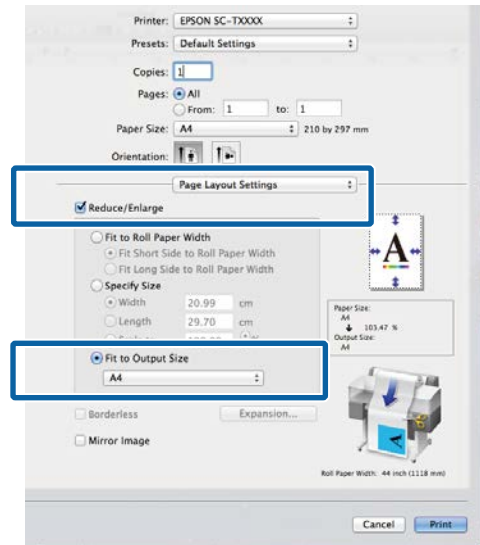 Printer: EPSON SC-TXXXX
Presets: Default Settings
Copies: 1
Pages: All
From: 1 to: 1
Paper Size: A4 210 by 297 mm
Orientation:
Page Layout Settings
Reduce/Enlarge
Fit to Roll Paper Width
Fit Short Side to Roll Paper Width
Fit Long Side to Roll Paper Width
Specify Size
Width 20.99 cm
Length 29.70 cm
Fit to Output Size
A4
Borderless Expansion...
Mirror Image
A
Paper Size:
A4
103.47 %
Output Size:
A4
A
Roll Paper Width: 44 inch (1118 mm)
Cancel Print